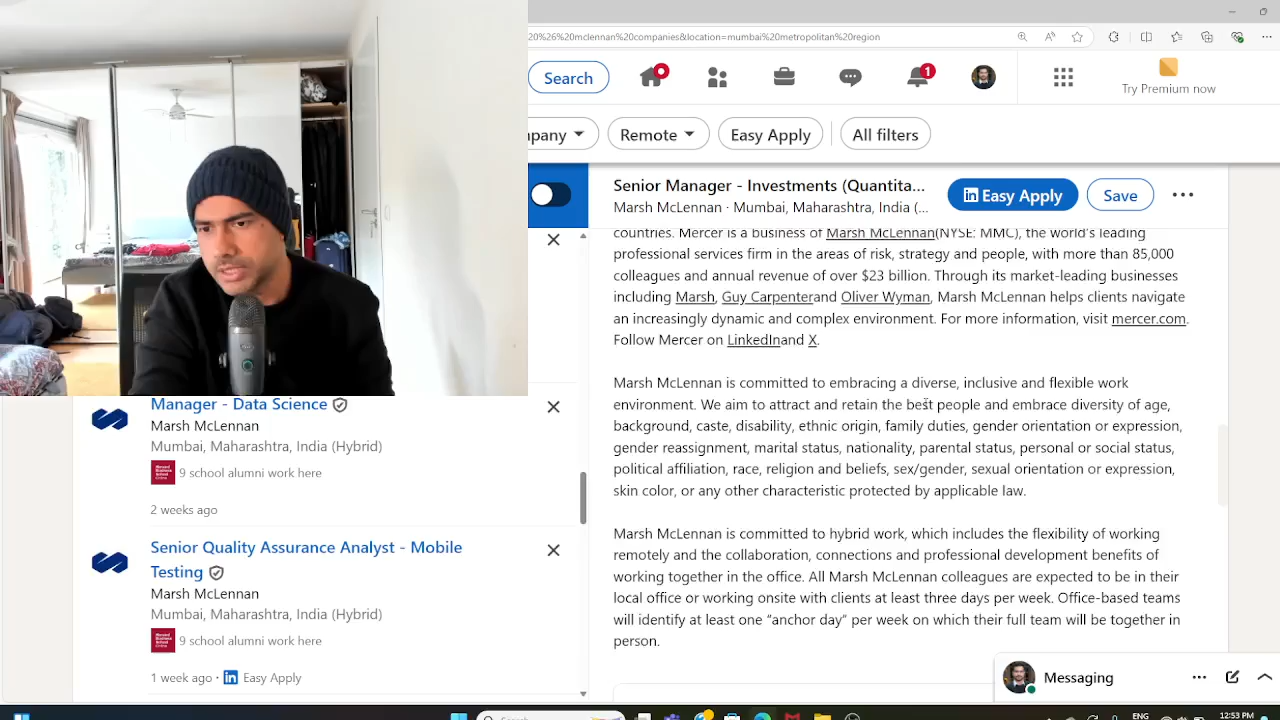 20%26%20mclennan%20companies&location=mumbai%20metropolitan%20region
Search
1
Try Premium now
Remote
Easy Apply
All filters
Senior Manager - Investments (Quantita...
Marsh McLennan · Mumbai, Maharashtra, India (...
Easy Apply
Save
countries. Mercer is a business of Marsh McLennan(NYSE: MMC), the world's leading
professional services firm in the areas of risk, strategy and people, with more than 85,000
colleagues and annual revenue of over $23 billion. Through its market-leading businesses
including Marsh, Guy Carpenterand Oliver Wyman, Marsh McLennan helps clients navigate
an increasingly dynamic and complex environment. For more information, visit mercer.com.
Follow Mercer on LinkedInand X.
Marsh McLennan is committed to embracing a diverse, inclusive and flexible work
environment. We aim to attract and retain the best people and embrace diversity of age,
background, caste, disability, ethnic origin, family duties, gender orientation or expression,
gender reassignment, marital status, nationality, parental status, personal or social status,
political affiliation, race, religion and beliefs, sex/gender, sexual orientation or expression,
skin color, or any other characteristic protected by applicable law.
Marsh McLennan is committed to hybrid work, which includes the flexibility of working
remotely and the collaboration, connections and professional development benefits of
working together in the office. All Marsh McLennan colleagues are expected to be in their
local office or working onsite with clients at least three days per week. Office-based teams
will identify at least one “anchor day” per week on which their full team will be together in
person.
Manager - Data Science
Marsh McLennan
Mumbai, Maharashtra, India (Hybrid)
9 school alumni work here
2 weeks ago
Senior Quality Assurance Analyst - Mobile
Testing
Marsh McLennan
Mumbai, Maharashtra, India (Hybrid)
9 school alumni work here
1 week ago · Easy Apply
Messaging
ENG
12:53 PM